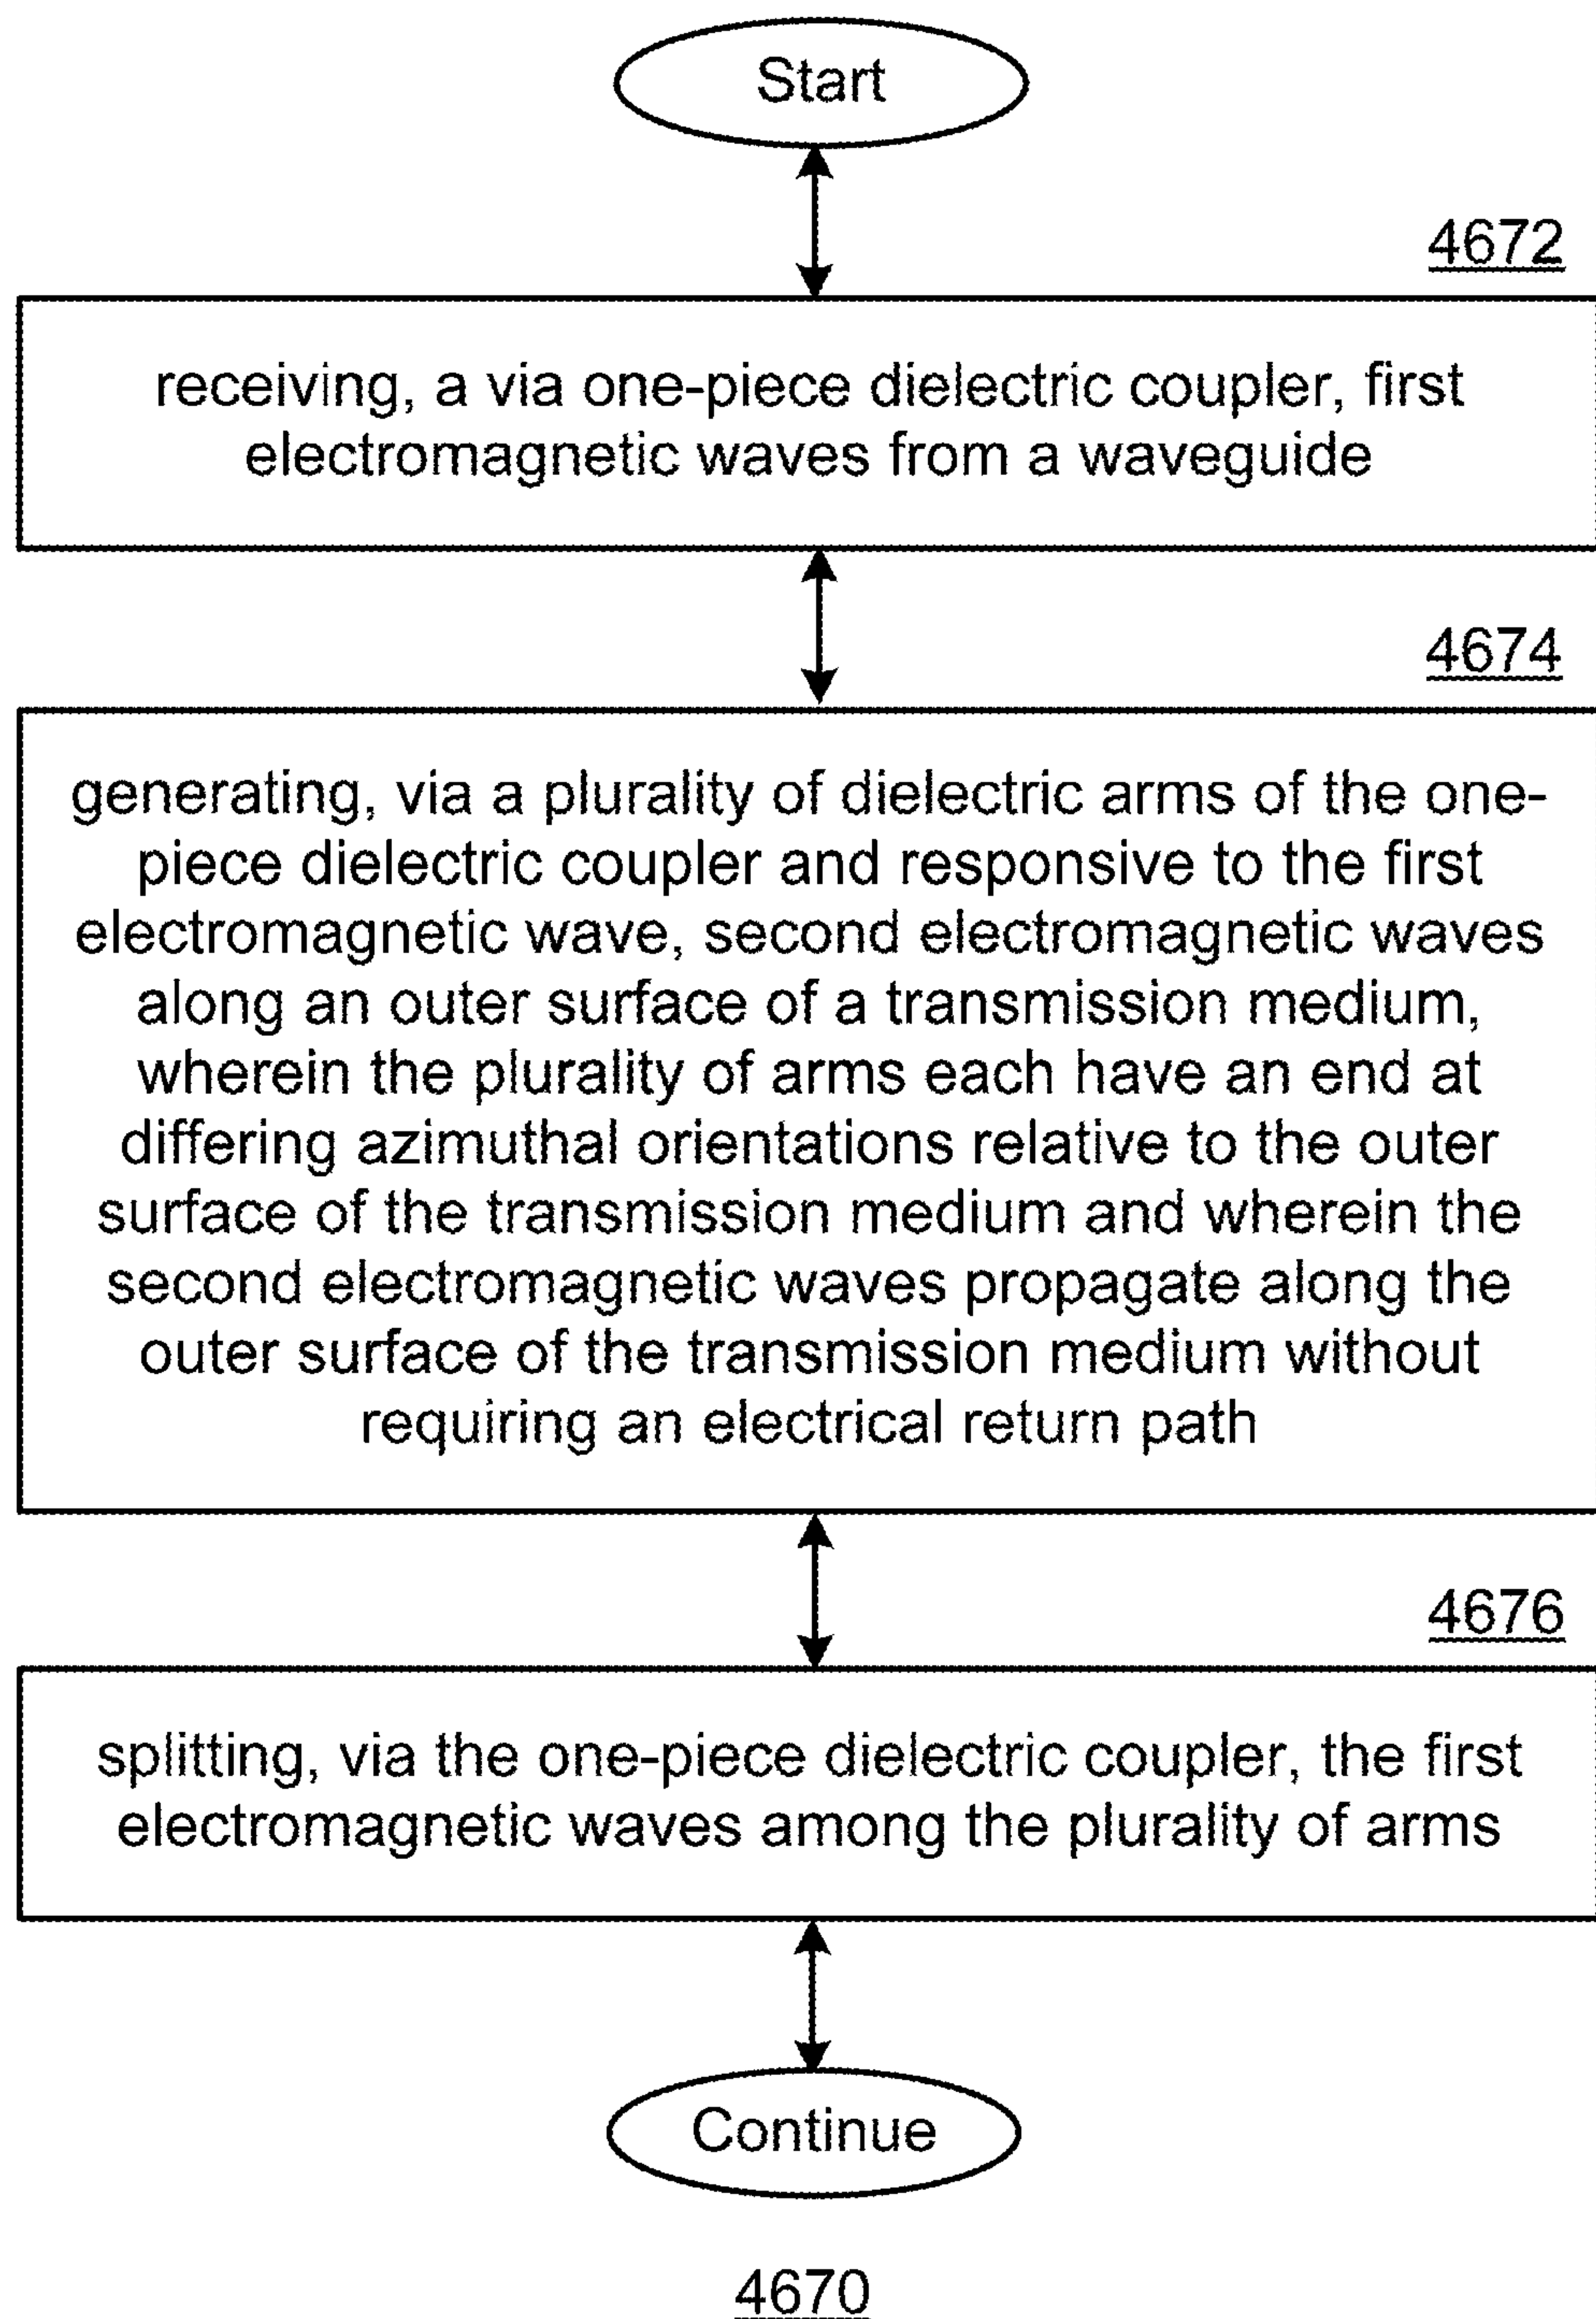 Start
4672
receiving, a via one-piece dielectric coupler, first
electromagnetic waves from a waveguide
4674
generating, via a plurality of dielectric arms of the one-
piece dielectric coupler and responsive to the first
electromagnetic wave, second electromagnetic waves
along an outer surface of a transmission medium,
wherein the plurality of arms each have an end at
differing azimuthal orientations relative to the outer
surface of the transmission medium and wherein the
second electromagnetic waves propagate along the
outer surface of the transmission medium without
requiring an electrical return path
4676
splitting, via the one-piece dielectric coupler, the first
electromagnetic waves among the plurality of arms
Continue
4670